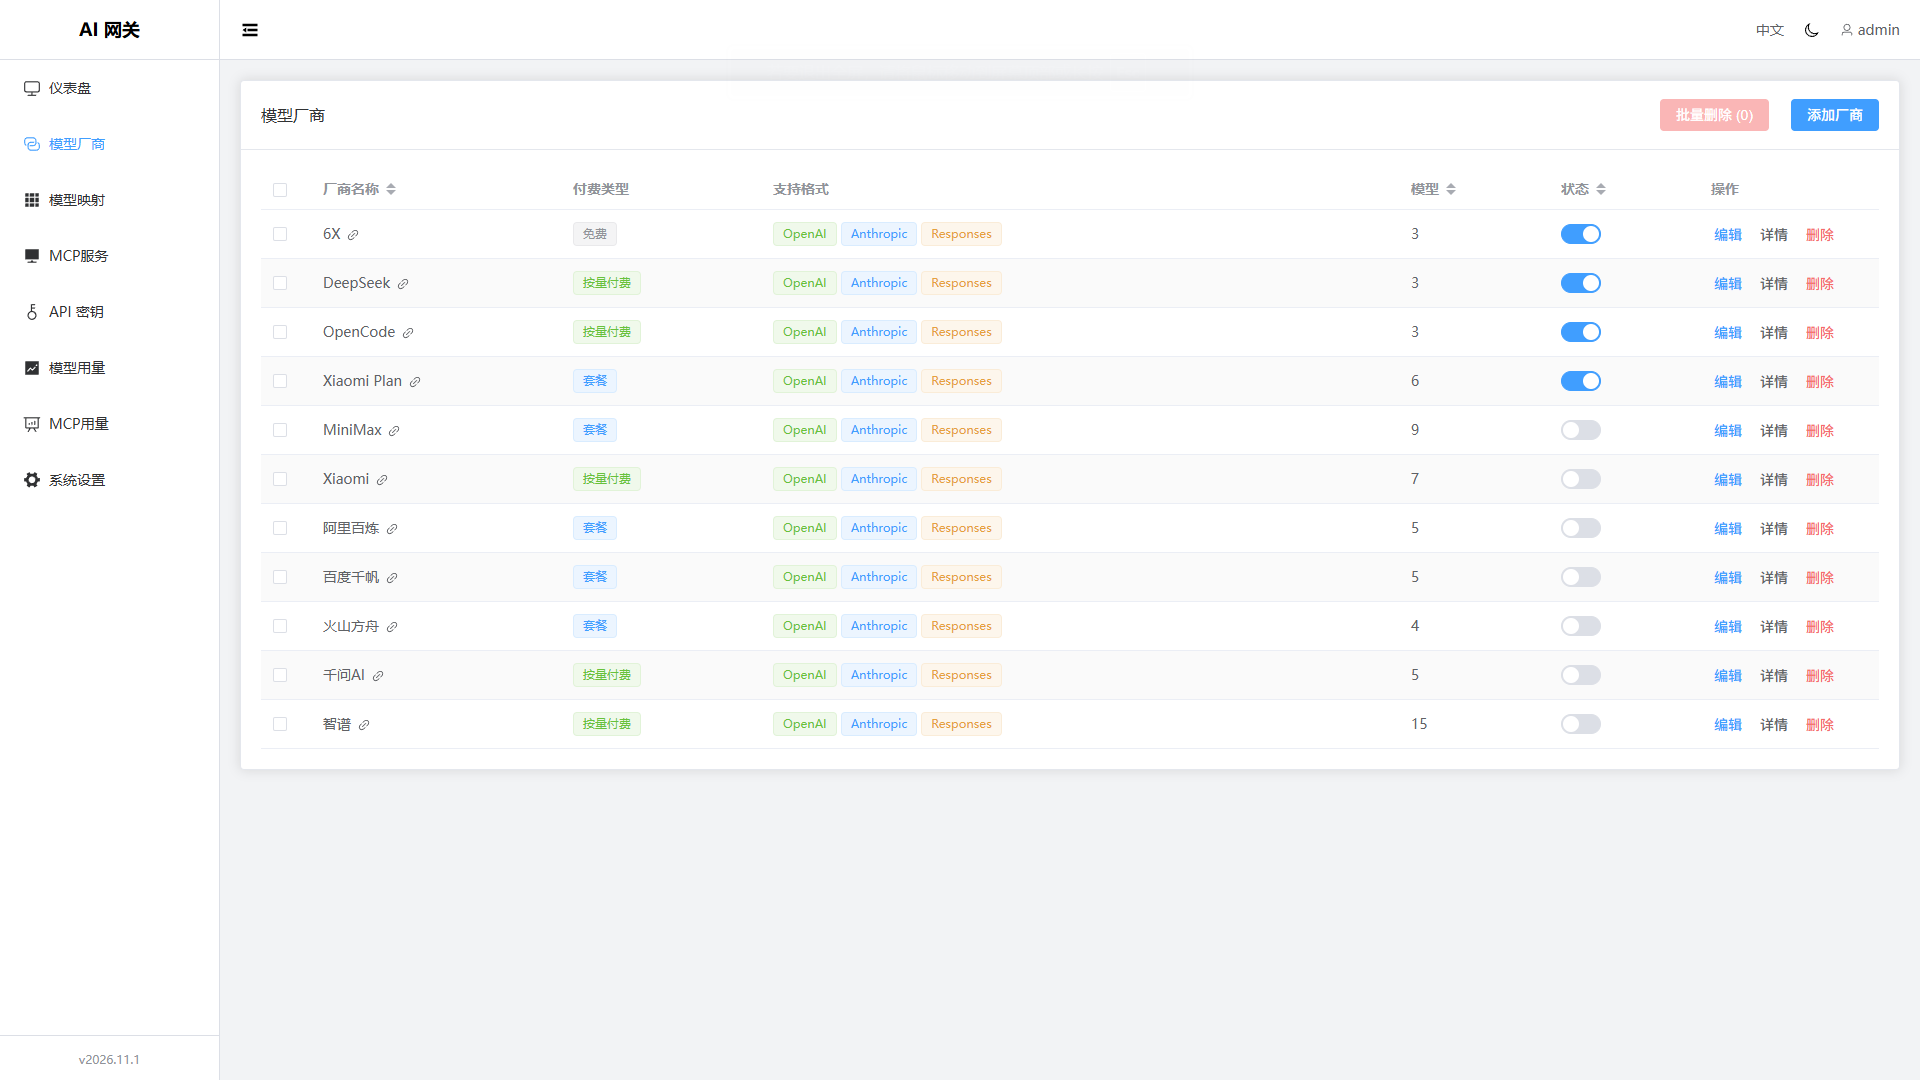 AI 网关
中文 admin
仪表盘
模型厂商
模型映射
MCP服务
API 密钥
模型用量
MCP用量
系统设置
v2026.11.1
模型厂商 批量删除 (0) 添加厂商
厂商名称 付费类型 支持格式 模型 状态 操作
6X 免费 OpenAI Anthropic Responses 3 编辑 详情 删除
DeepSeek 按量付费 OpenAI Anthropic Responses 3 编辑 详情 删除
OpenCode 按量付费 OpenAI Anthropic Responses 3 编辑 详情 删除
Xiaomi Plan 套餐 OpenAI Anthropic Responses 6 编辑 详情 删除
MiniMax 套餐 OpenAI Anthropic Responses 9 编辑 详情 删除
Xiaomi 按量付费 OpenAI Anthropic Responses 7 编辑 详情 删除
阿里百炼 套餐 OpenAI Anthropic Responses 5 编辑 详情 删除
百度千帆 套餐 OpenAI Anthropic Responses 5 编辑 详情 删除
火山方舟 套餐 OpenAI Anthropic Responses 4 编辑 详情 删除
千问AI 按量付费 OpenAI Anthropic Responses 5 编辑 详情 删除
智谱 按量付费 OpenAI Anthropic Responses 15 编辑 详情 删除